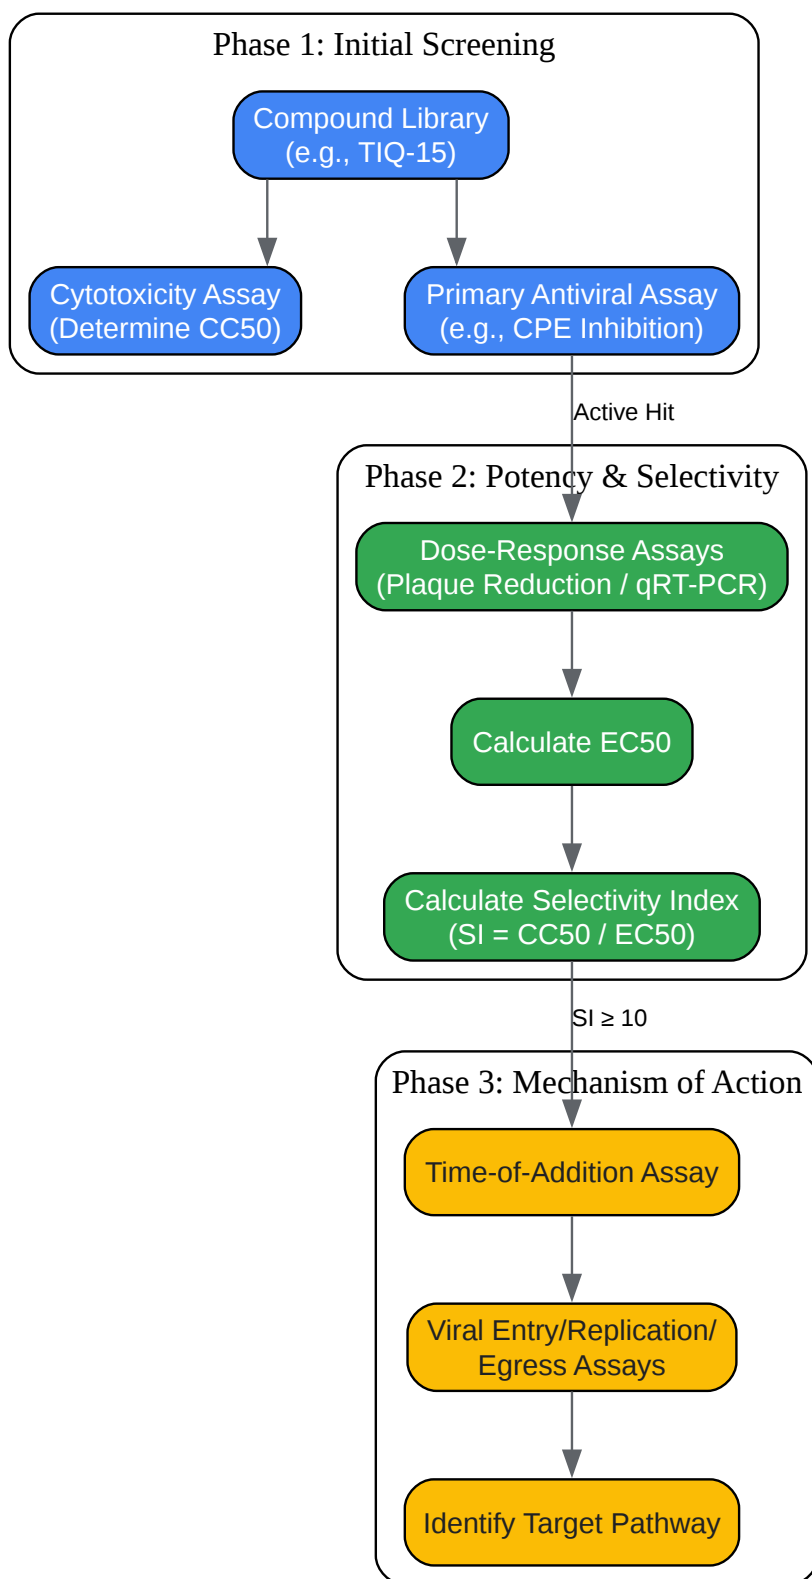 Phase 1: Initial Screening
Compound Library
(e.g., TIQ-15)
Cytotoxicity Assay
(Determine CC50)
Primary Antiviral Assay
(e.g., CPE Inhibition)
Active Hit
Phase 2: Potency & Selectivity
Dose-Response Assays
(Plaque Reduction / qRT-PCR)
Calculate EC50
Calculate Selectivity Index
(SI = CC50 / EC50)
SI ≥ 10
Phase 3: Mechanism of Action
Time-of-Addition Assay
Viral Entry/Replication/
Egress Assays
Identify Target Pathway